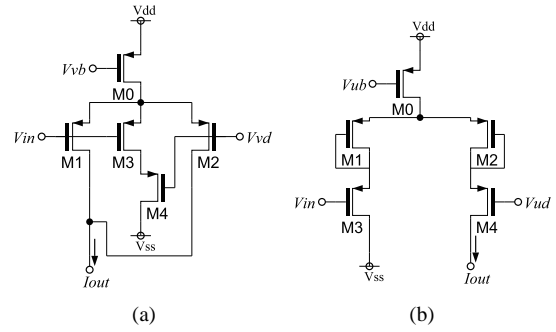 Vdd
Vvb
M0
Vin
Vvd
M1
M3
M2
M4
Vss
Iout
(a)
Vdd
Vub
M0
M1
M2
Vin
Vud
M3
M4
Iout
Vss
(b)